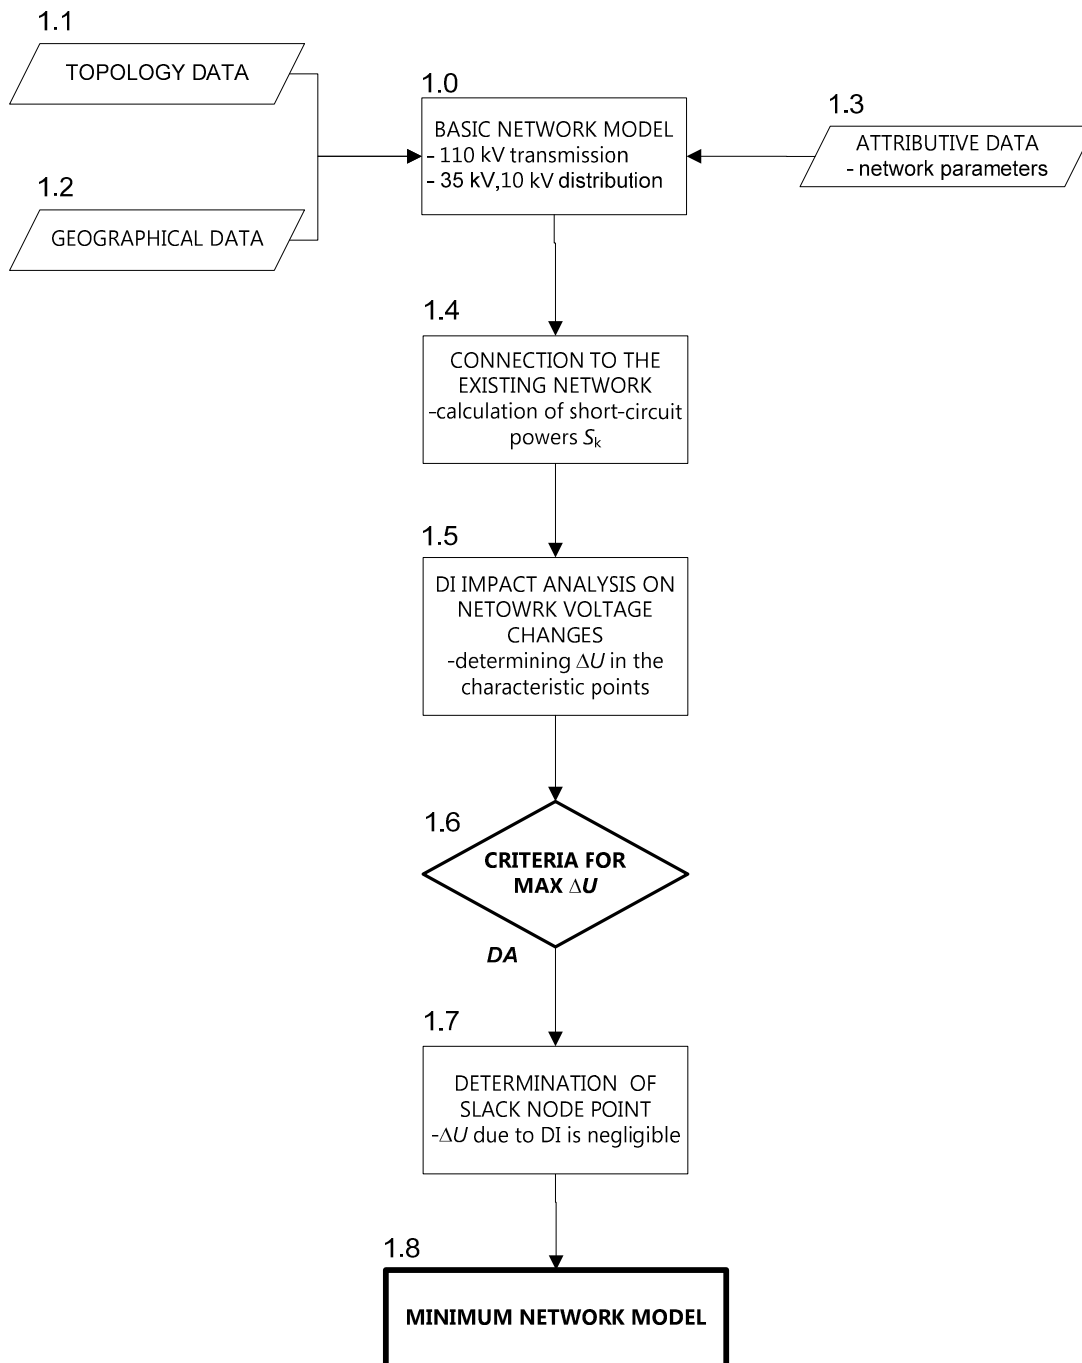 1.1
TOPOLOGY DATA
1.0
BASIC NETWORK MODEL
- 110 kV transmission
- 35 kV,10 kV distribution
1.3
ATTRIBUTIVE DATA
- network parameters
1.2
GEOGRAPHICAL DATA
1.4
CONNECTION TO THE
EXISTING NETWORK
-calculation of short-circuit
powers Sk
1.5
DI IMPACT ANALYSIS ON
NETOWRK VOLTAGE
CHANGES
-determining ΔU in the
characteristic points
1.6
CRITERIA FOR
MAX ΔU
DA
1.7
DETERMINATION OF
SLACK NODE POINT
-ΔU due to DI is negligible
1.8
MINIMUM NETWORK MODEL